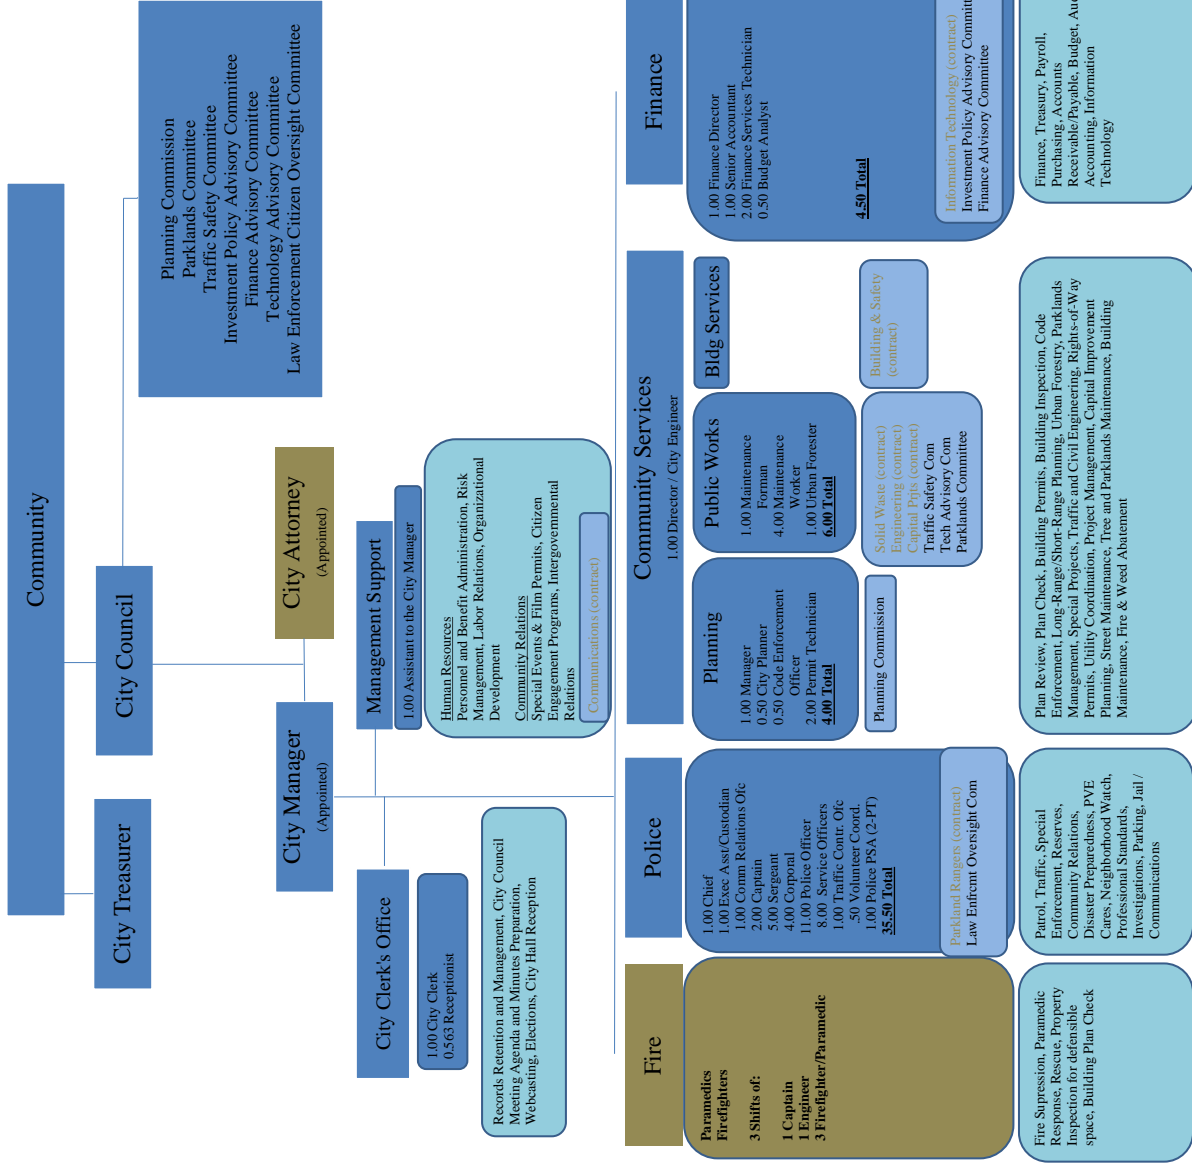 Community
City Treasurer
City Council
Planning Commission
Parklands Committee
Traffic Safety Committee
Investment Policy Advisory Committee
Finance Advisory Committee
Technology Advisory Committee
Law Enforcement Citizen Oversight Committee
City Manager
(Appointed)
City Attorney
(Appointed)
City Clerk's Office
1.00 City Clerk
0.563 Receptionist
Records Retention and Management, City Council
Meeting Agenda and Minutes Preparation,
Webcasting, Elections, City Hall Reception
Management Support
1.00 Assistant to the City Manager
Human Resources
Personnel and Benefit Administration, Risk
Management, Labor Relations, Organizational
Development
Community Relations
Special Events & Film Permits, Citizen
Engagement Programs, Intergovernmental
Relations
Communications (contract)
Fire
Paramedics
Firefighters
3 Shifts of:
1 Captain
1 Engineer
3 Firefighter/Paramedic
Fire Supression, Paramedic
Response, Rescue, Property
Inspection for defensible
space, Building Plan Check
Police
1.00 Chief
1.00 Exec Asst/Custodian
1.00 Comm Relations Ofc
2.00 Captain
5.00 Sergeant
4.00 Corporal
11.00 Police Officer
8.00 Service Officers
1.00 Traffic Contr. Ofc
.50 Volunteer Coord.
1.00 Police PSA (2-PT)
35.50 Total
Parkland Rangers (contract)
Law Enfrcmt Oversight Com
Patrol, Traffic, Special
Enforcement, Reserves,
Community Relations,
Disaster Preparedness, PVE
Cares, Neighborhood Watch,
Professional Standards,
Investigations, Parking, Jail /
Communications
Community Services
1.00 Director / City Engineer
Planning
1.00 Manager
0.50 City Planner
0.50 Code Enforcement
Officer
2.00 Permit Technician
4.00 Total
Planning Commission
Public Works
1.00 Maintenance
Forman
4.00 Maintenance
Worker
1.00 Urban Forester
6.00 Total
Solid Waste (contract)
Engineering (contract)
Capital Prjts (contract)
Traffic Safety Com
Tech Advisory Com
Parklands Committee
Bldg Services
Building & Safety
(contract)
Plan Review, Plan Check, Building Permits, Building Inspection, Code
Enforcement, Long-Range/Short-Range Planning, Urban Forestry, Parklands
Management, Special Projects, Traffic and Civil Engineering, Rights-of-Way
Permits, Utility Coordination, Project Management, Capital Improvement
Planning, Street Maintenance, Tree and Parklands Maintenance, Building
Maintenance, Fire & Weed Abatement
Finance
1.00 Finance Director
1.00 Senior Accountant
2.00 Finance Services Technician
0.50 Budget Analyst
4.50 Total
Information Technology (contract)
Investment Policy Advisory Committ
Finance Advisory Committee
Finance, Treasury, Payroll,
Purchasing, Accounts
Receivable/Payable, Budget, Aud
Accounting, Information
Technology